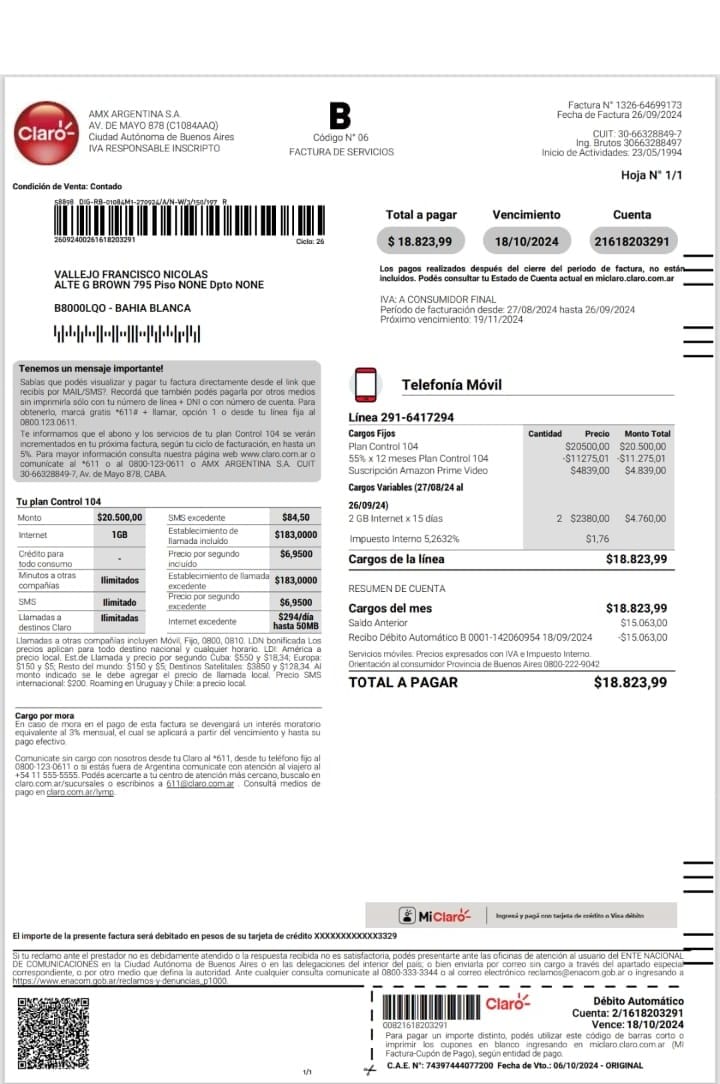 Claro
AMX ARGENTINA S.A.
AV. DE MAYO 878 (C1084AAQ)
Ciudad Autónoma de Buenos Aires
IVA RESPONSABLE INSCRIPTO
B
Código N° 06
FACTURA DE SERVICIOS
Factura N° 1326-64699173
Fecha de Factura 26/09/2024
CUIT: 30-66328849-7
Ing. Brutos 30663288497
Inicio de Actividades: 23/05/1994
Hoja N° 1/1
Condición de Venta: Contado
58898 DIG-RB-01084M1-270924/A/N-W/3/150/197 R
26092400261618203291
Ciclo: 26
VALLEJO FRANCISCO NICOLAS
ALTE G BROWN 795 Piso NONE Dpto NONE
B8000LQO - BAHIA BLANCA
Total a pagar Vencimiento Cuenta
$ 18.823,99 18/10/2024 21618203291
Los pagos realizados después del cierre del periodo de factura, no están
incluidos. Podés consultar tu Estado de Cuenta actual en miclaro.claro.com.ar
IVA: A CONSUMIDOR FINAL
Período de facturación desde: 27/08/2024 hasta 26/09/2024
Próximo vencimiento: 19/11/2024
Tenemos un mensaje importante!
Sabías que podés visualizar y pagar tu factura directamente desde el link que
recibís por MAIL/SMS?. Recordá que también podés pagarla por otros medios
sin imprimirla sólo con tu número de línea + DNI o con número de cuenta. Para
obtenerlo, marcá gratis *611# + llamar, opción 1 o desde tu línea fija al
0800.123.0611.
Te informamos que el abono y los servicios de tu plan Control 104 se verán
incrementados en tu próxima factura, según tu ciclo de facturación, en hasta un
5%. Para mayor información consulta nuestra página web www.claro.com.ar o
comunicate al *611 o al 0800-123-0611 o AMX ARGENTINA S.A. CUIT
30-66328849-7, Av. de Mayo 878, CABA.
Tu plan Control 104
Monto $20.500,00 SMS excedente $84,50
Internet 1GB Establecimiento de llamada incluído $183,0000
Crédito para todo consumo - Precio por segundo incluído $6,9500
Minutos a otras compañías Ilimitados Establecimiento de llamada excedente $183,0000
SMS Ilimitado Precio por segundo excedente $6,9500
Llamadas a destinos Claro Ilimitadas Internet excedente $294/día hasta 50MB
Llamadas a otras compañías incluyen Móvil, Fijo, 0800, 0810. LDN bonificada Los
precios aplican para todo destino nacional y cualquier horario. LDI: América a
precio local. Est.de Llamada y precio por segundo Cuba: $550 y $18,34; Europa:
$150 y $5; Resto del mundo: $150 y $5; Destinos Satelitales: $3850 y $128,34. Al
monto indicado se le debe agregar el precio de llamada local. Precio SMS
internacional: $200. Roaming en Uruguay y Chile: a precio local.
Cargo por mora
En caso de mora en el pago de esta factura se devengará un interés moratorio
equivalente al 3% mensual, el cual se aplicará a partir del vencimiento y hasta su
pago efectivo.
Comunicate sin cargo con nosotros desde tu Claro al *611, desde tu teléfono fijo al
0800-123-0611 o si estás fuera de Argentina comunicate con atención al viajero al
+54 11 555-5555. Podés acercarte a tu centro de atención más cercano, buscalo en
claro.com.ar/sucursales o escribinos a 611@claro.com.ar . Consultá medios de
pago en claro.com.ar/lymp.
Telefonía Móvil
Línea 291-6417294
Cargos Fijos Cantidad Precio Monto Total
Plan Control 104 $20500,00 $20.500,00
55% x 12 meses Plan Control 104 -$11275,01 -$11.275,01
Suscripción Amazon Prime Video $4839,00 $4.839,00
Cargos Variables (27/08/24 al
26/09/24)
2 GB Internet x 15 días 2 $2380,00 $4.760,00
Impuesto Interno 5,2632% $1,76
Cargos de la línea $18.823,99
RESUMEN DE CUENTA
Cargos del mes $18.823,99
Saldo Anterior $15.063,00
Recibo Débito Automático B 0001-142060954 18/09/2024 -$15.063,00
Servicios móviles. Precios expresados con IVA e Impuesto Interno.
Orientación al consumidor Provincia de Buenos Aires 0800-222-9042
TOTAL A PAGAR $18.823,99
Mi Claro
Ingresá y pagá con tarjeta de crédito o Visa débito
El importe de la presente factura será debitado en pesos de su tarjeta de crédito XXXXXXXXXXXX3329
Si tu reclamo ante el prestador no es debidamente atendido o la respuesta recibida no es satisfactoria, podés presentarte ante las oficinas de atención al usuario del ENTE NACIONAL
DE COMUNICACIONES en la Ciudad Autónoma de Buenos Aires o en las delegaciones del interior del país; o bien enviarla por correo sin cargo a través del apartado especial
correspondiente, o por otro medio que defina la autoridad. Ante cualquier consulta comunicate al 0800-333-3344 o al correo electrónico reclamos@enacom.gob.ar o ingresando a
https://www.enacom.gob.ar/reclamos-y-denuncias_p1000.
00821618203291
Claro
Débito Automático
Cuenta: 2/1618203291
Vence: 18/10/2024
Para pagar un importe distinto, podés utilizar este código de barras corto o
imprimir los cupones en blanco ingresando en miclaro.claro.com.ar (Mi
Factura-Cupón de Pago), según entidad de pago.
C.A.E. N°: 74397444077200 Fecha de Vto.: 06/10/2024 - ORIGINAL
1/1